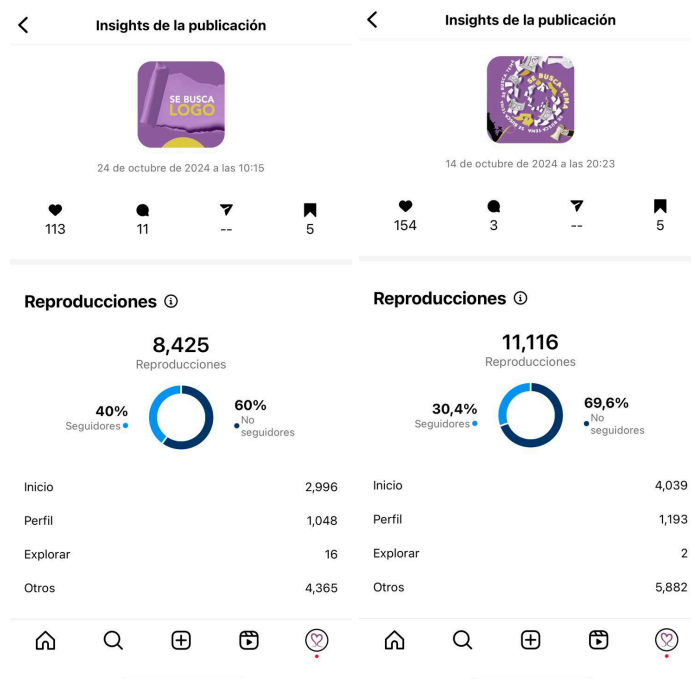 Insights de la publicación
SE BUSCA
LOGO
24 de octubre de 2024 a las 10:15
113 11 -- 5
Reproducciones
8,425
Reproducciones
40%
Seguidores
60%
No
seguidores
Inicio 2,996
Perfil 1,048
Explorar 16
Otros 4,365
Insights de la publicación
SE BUSCA TEMA
14 de octubre de 2024 a las 20:23
154 3 -- 5
Reproducciones
11,116
Reproducciones
30,4%
Seguidores
69,6%
No
seguidores
Inicio 4,039
Perfil 1,193
Explorar 2
Otros 5,882